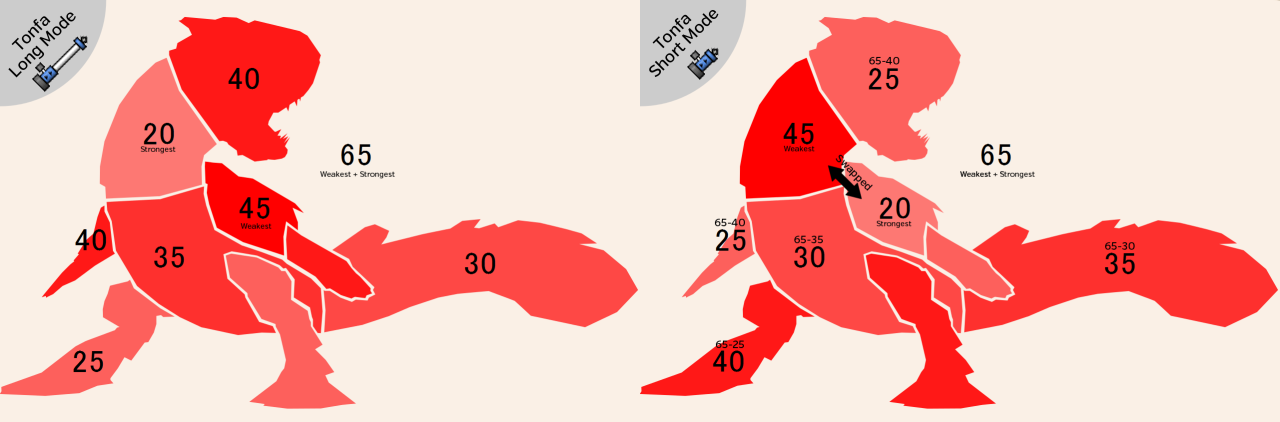 Tonfa
Long Mode
40
20
Strongest
65
Weakest + Strongest
45
Weakest
40
35
30
25
Tonfa
Short Mode
65-40
25
45
Weakest
65
Weakest + Strongest
Swapped
20
Strongest
65-40
25
65-35
30
65-30
35
65-25
40